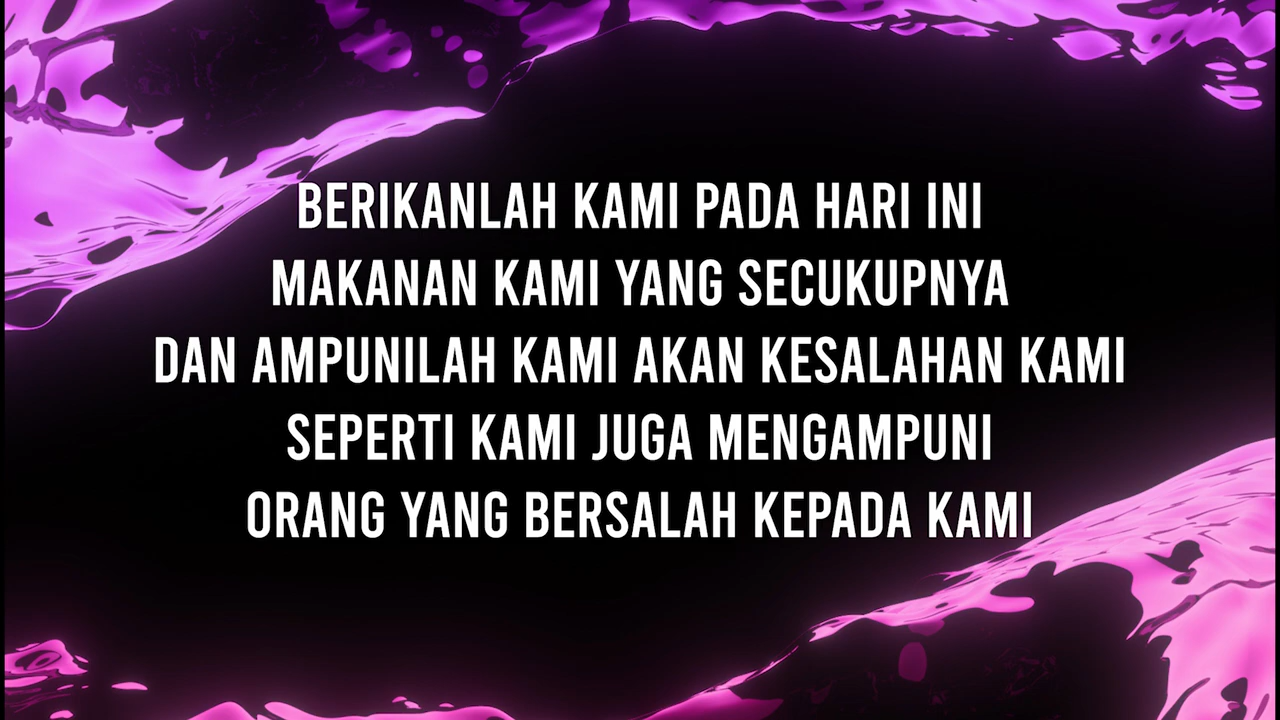 BERIKANLAH KAMI PADA HARI INI
MAKANAN KAMI YANG SECUKUPNYA
DAN AMPUNILAH KAMI AKAN KESALAHAN KAMI
SEPERTI KAMI JUGA MENGAMPUNI
ORANG YANG BERSALAH KEPADA KAMI